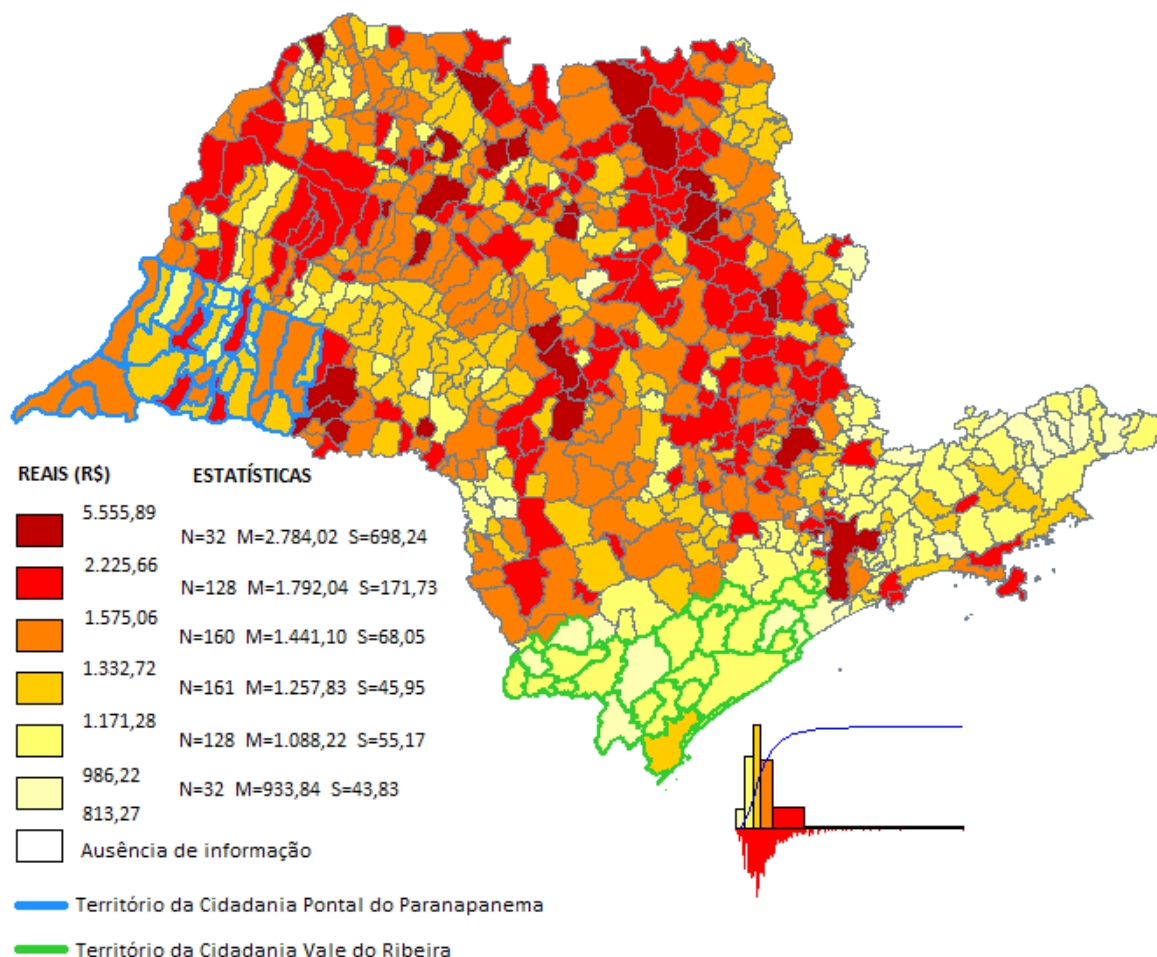 REAIS (R$)
ESTATÍSTICAS
5.555,89
N=32 M=2.784,02 S=698,24
2.225,66
N=128 M=1.792,04 S=171,73
1.575,06
N=160 M=1.441,10 S=68,05
1.332,72
N=161 M=1.257,83 S=45,95
1.171,28
N=128 M=1.088,22 S=55,17
986,22
N=32 M=933,84 S=43,83
813,27
Ausência de informação
Território da Cidadania Pontal do Paranapanema
Território da Cidadania Vale do Ribeira